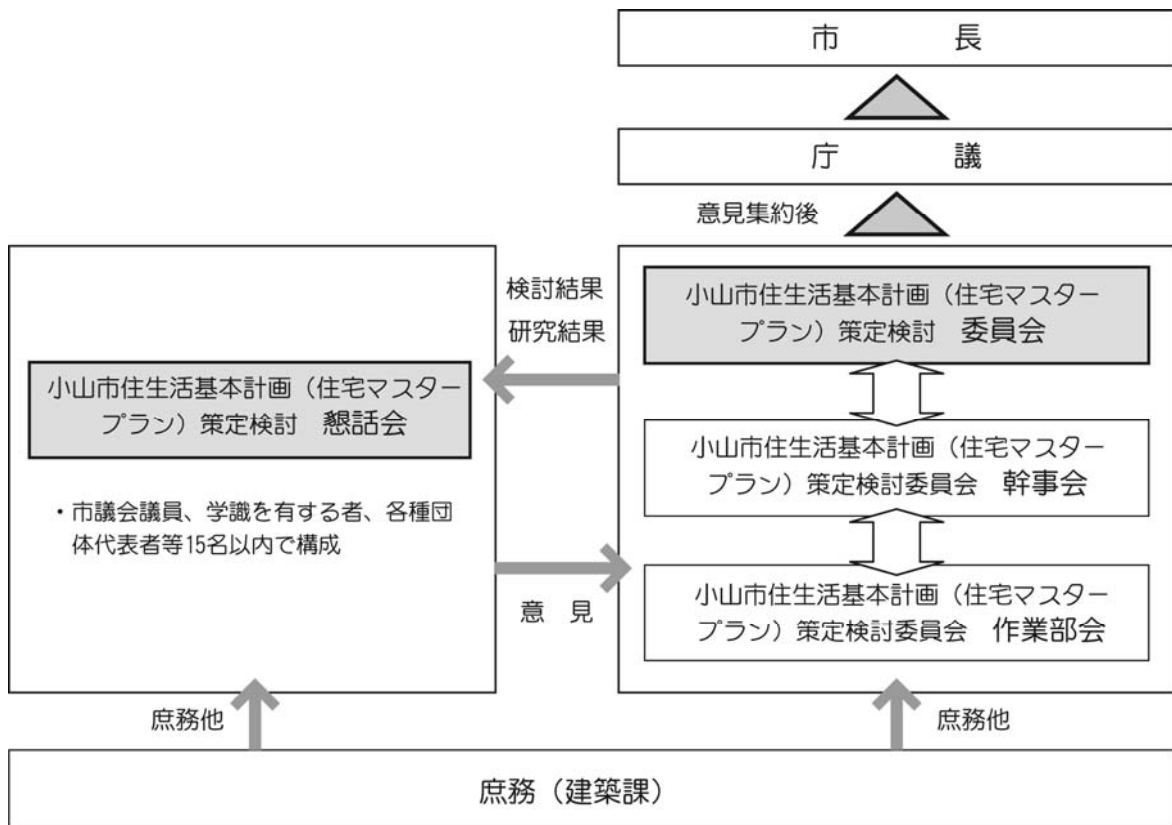 市　長
庁　議
意見集約後
検討結果
研究結果
小山市住生活基本計画（住宅マスター
プラン）策定検討　委員会
小山市住生活基本計画（住宅マスター
プラン）策定検討　懇話会
・市議会議員、学識を有する者、各種団
体代表者等15名以内で構成
小山市住生活基本計画（住宅マスター
プラン）策定検討委員会　幹事会
意　見
小山市住生活基本計画（住宅マスター
プラン）策定検討委員会　作業部会
庶務他
庶務他
庶務（建築課）